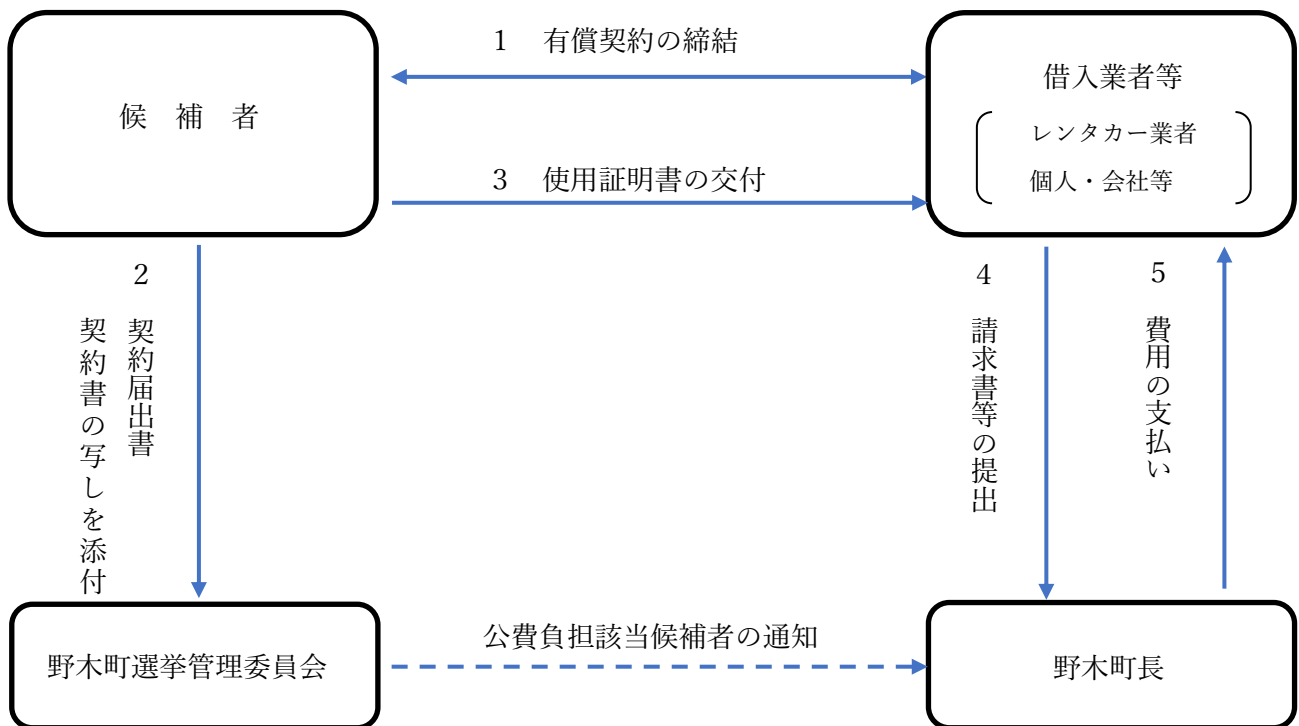 候　補　者
1　有償契約の締結
借入業者等
レンタカー業者
個人・会社等
3　使用証明書の交付
2　契約届出書
契約書の写しを添付
4　請求書等の提出
5　費用の支払い
野木町選挙管理委員会
公費負担該当候補者の通知
野木町長